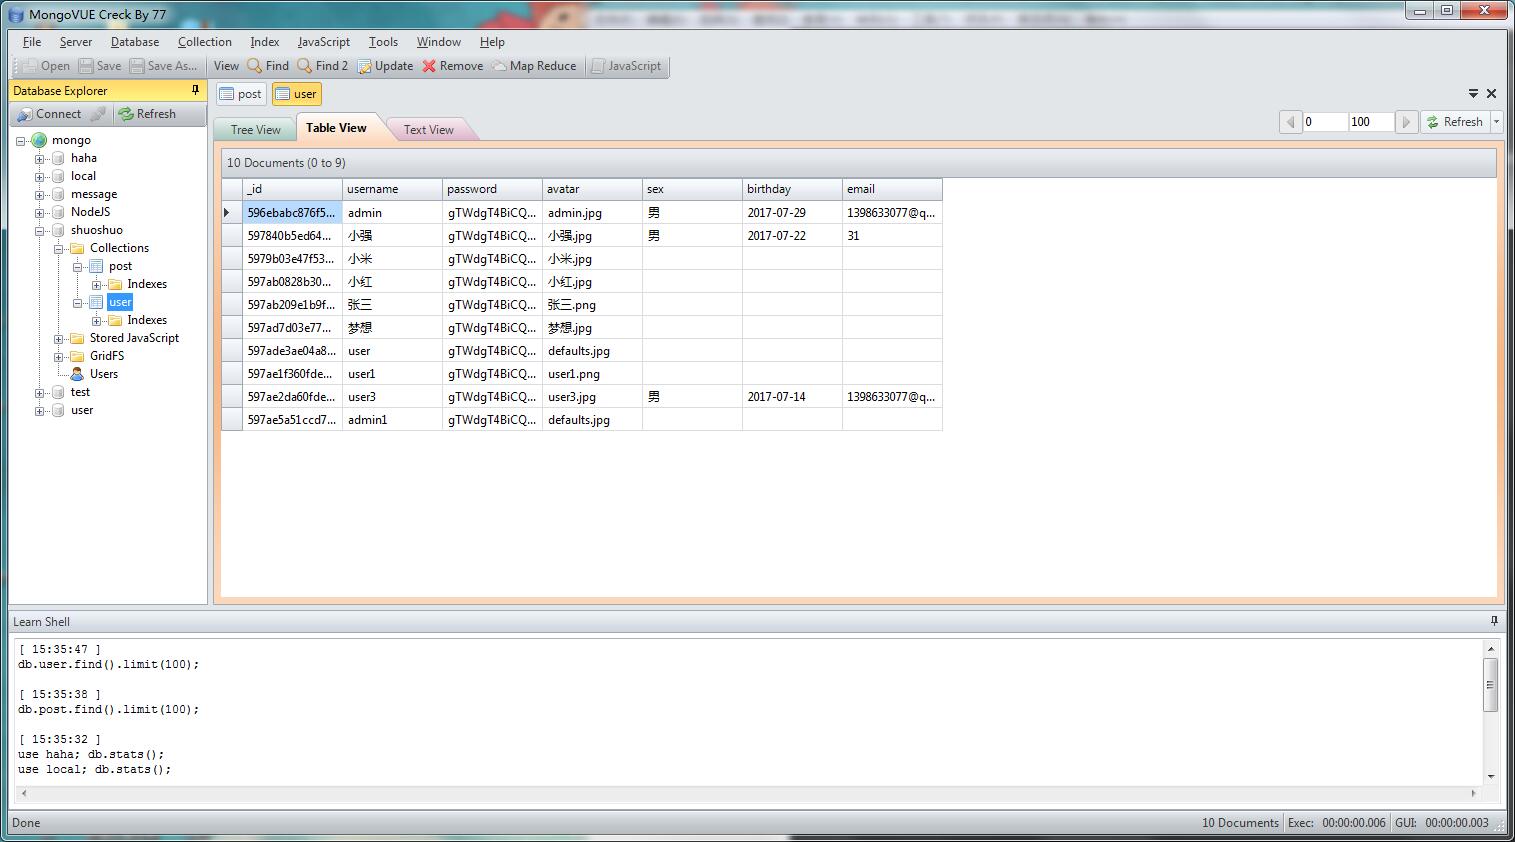 MongoVUE Creck By 77
File Server Database Collection Index JavaScript Tools Window Help
Open Save Save As... View Find Find 2 Update Remove Map Reduce JavaScript
Database Explorer
Connect Refresh
mongo
haha
local
message
NodeJS
shuoshuo
Collections
post
Indexes
user
Indexes
Stored JavaScript
GridFS
Users
test
user
post user
Tree View Table View Text View 0 100 Refresh
10 Documents (0 to 9)
_id username password avatar sex birthday email
596ebabc876f5... admin gTWdgT4BiCQ... admin.jpg 男 2017-07-29 1398633077@q...
597840b5ed64... 小强 gTWdgT4BiCQ... 小强.jpg 男 2017-07-22 31
5979b03e47f53... 小米 gTWdgT4BiCQ... 小米.jpg
597ab0828b30... 小红 gTWdgT4BiCQ... 小红.jpg
597ab209e1b9f... 张三 gTWdgT4BiCQ... 张三.png
597ad7d03e77... 梦想 gTWdgT4BiCQ... 梦想.jpg
597ade3ae04a8... user gTWdgT4BiCQ... defaults.jpg
597ae1f360fde... user1 gTWdgT4BiCQ... user1.png
597ae2da60fde... user3 gTWdgT4BiCQ... user3.jpg 男 2017-07-14 1398633077@q...
597ae5a51ccd7... admin1 gTWdgT4BiCQ... defaults.jpg
Learn Shell
[ 15:35:47 ]
db.user.find().limit(100);
[ 15:35:38 ]
db.post.find().limit(100);
[ 15:35:32 ]
use haha; db.stats();
use local; db.stats();
Done 10 Documents Exec: 00:00:00.006 GUI: 00:00:00.003